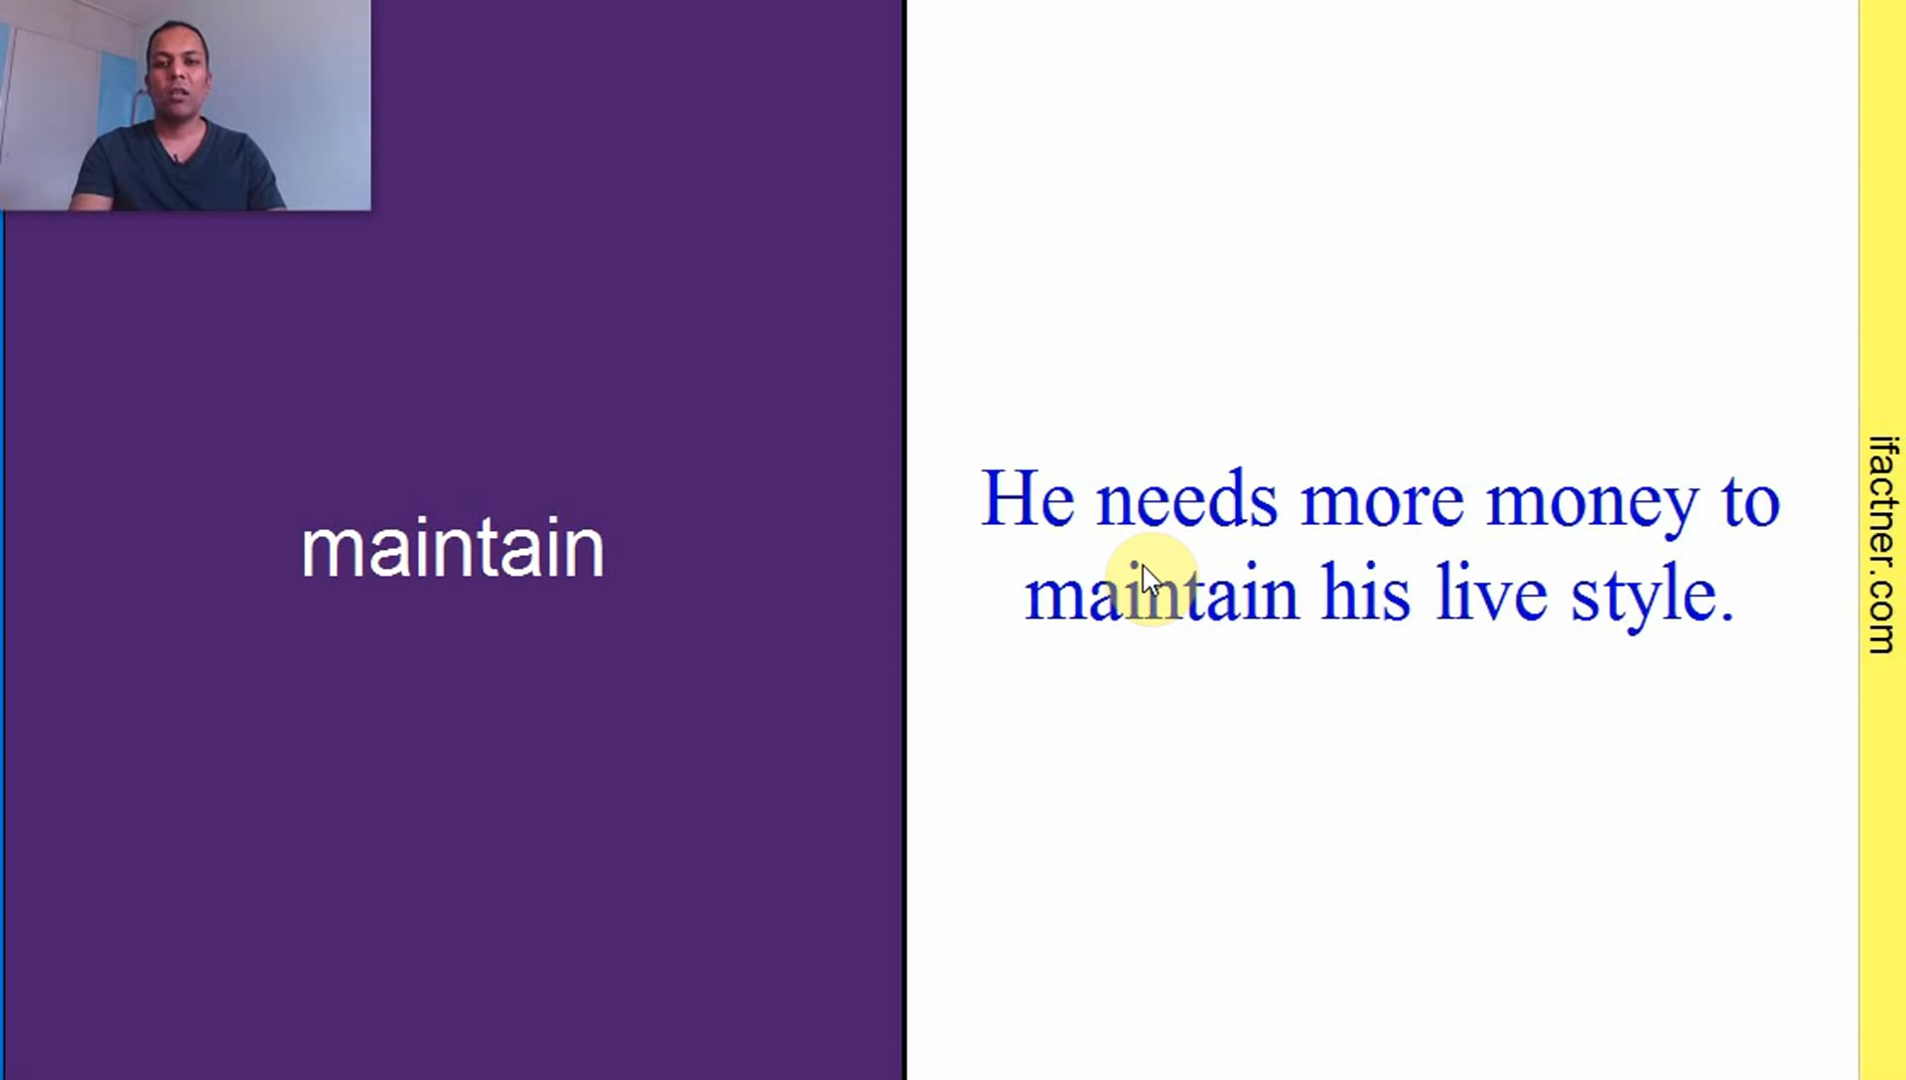 maintain
He needs more money to
maintain his live style.
ifactner.com